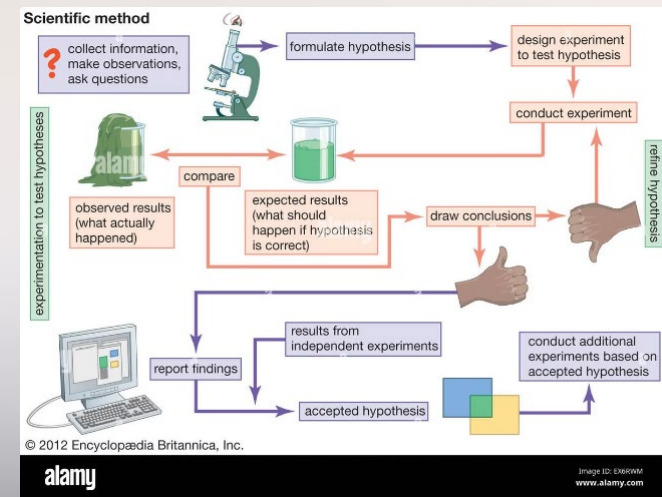 Scientific method
collect information,
make observations,
ask questions
?
formulate hypothesis
design experiment
to test hypothesis
conduct experiment
experimentation to test hypotheses
refine hypothesis
alamy
compare
observed results
(what actually
happened)
expected results
(what should
happen if hypothesis
is correct)
alamy
draw conclusions
results from
independent experiments
report findings
accepted hypothesis
conduct additional
experiments based on
accepted hypothesis
© 2012 Encyclopædia Britannica, Inc.
alamy
Image ID: EX6RWM
www.alamy.com